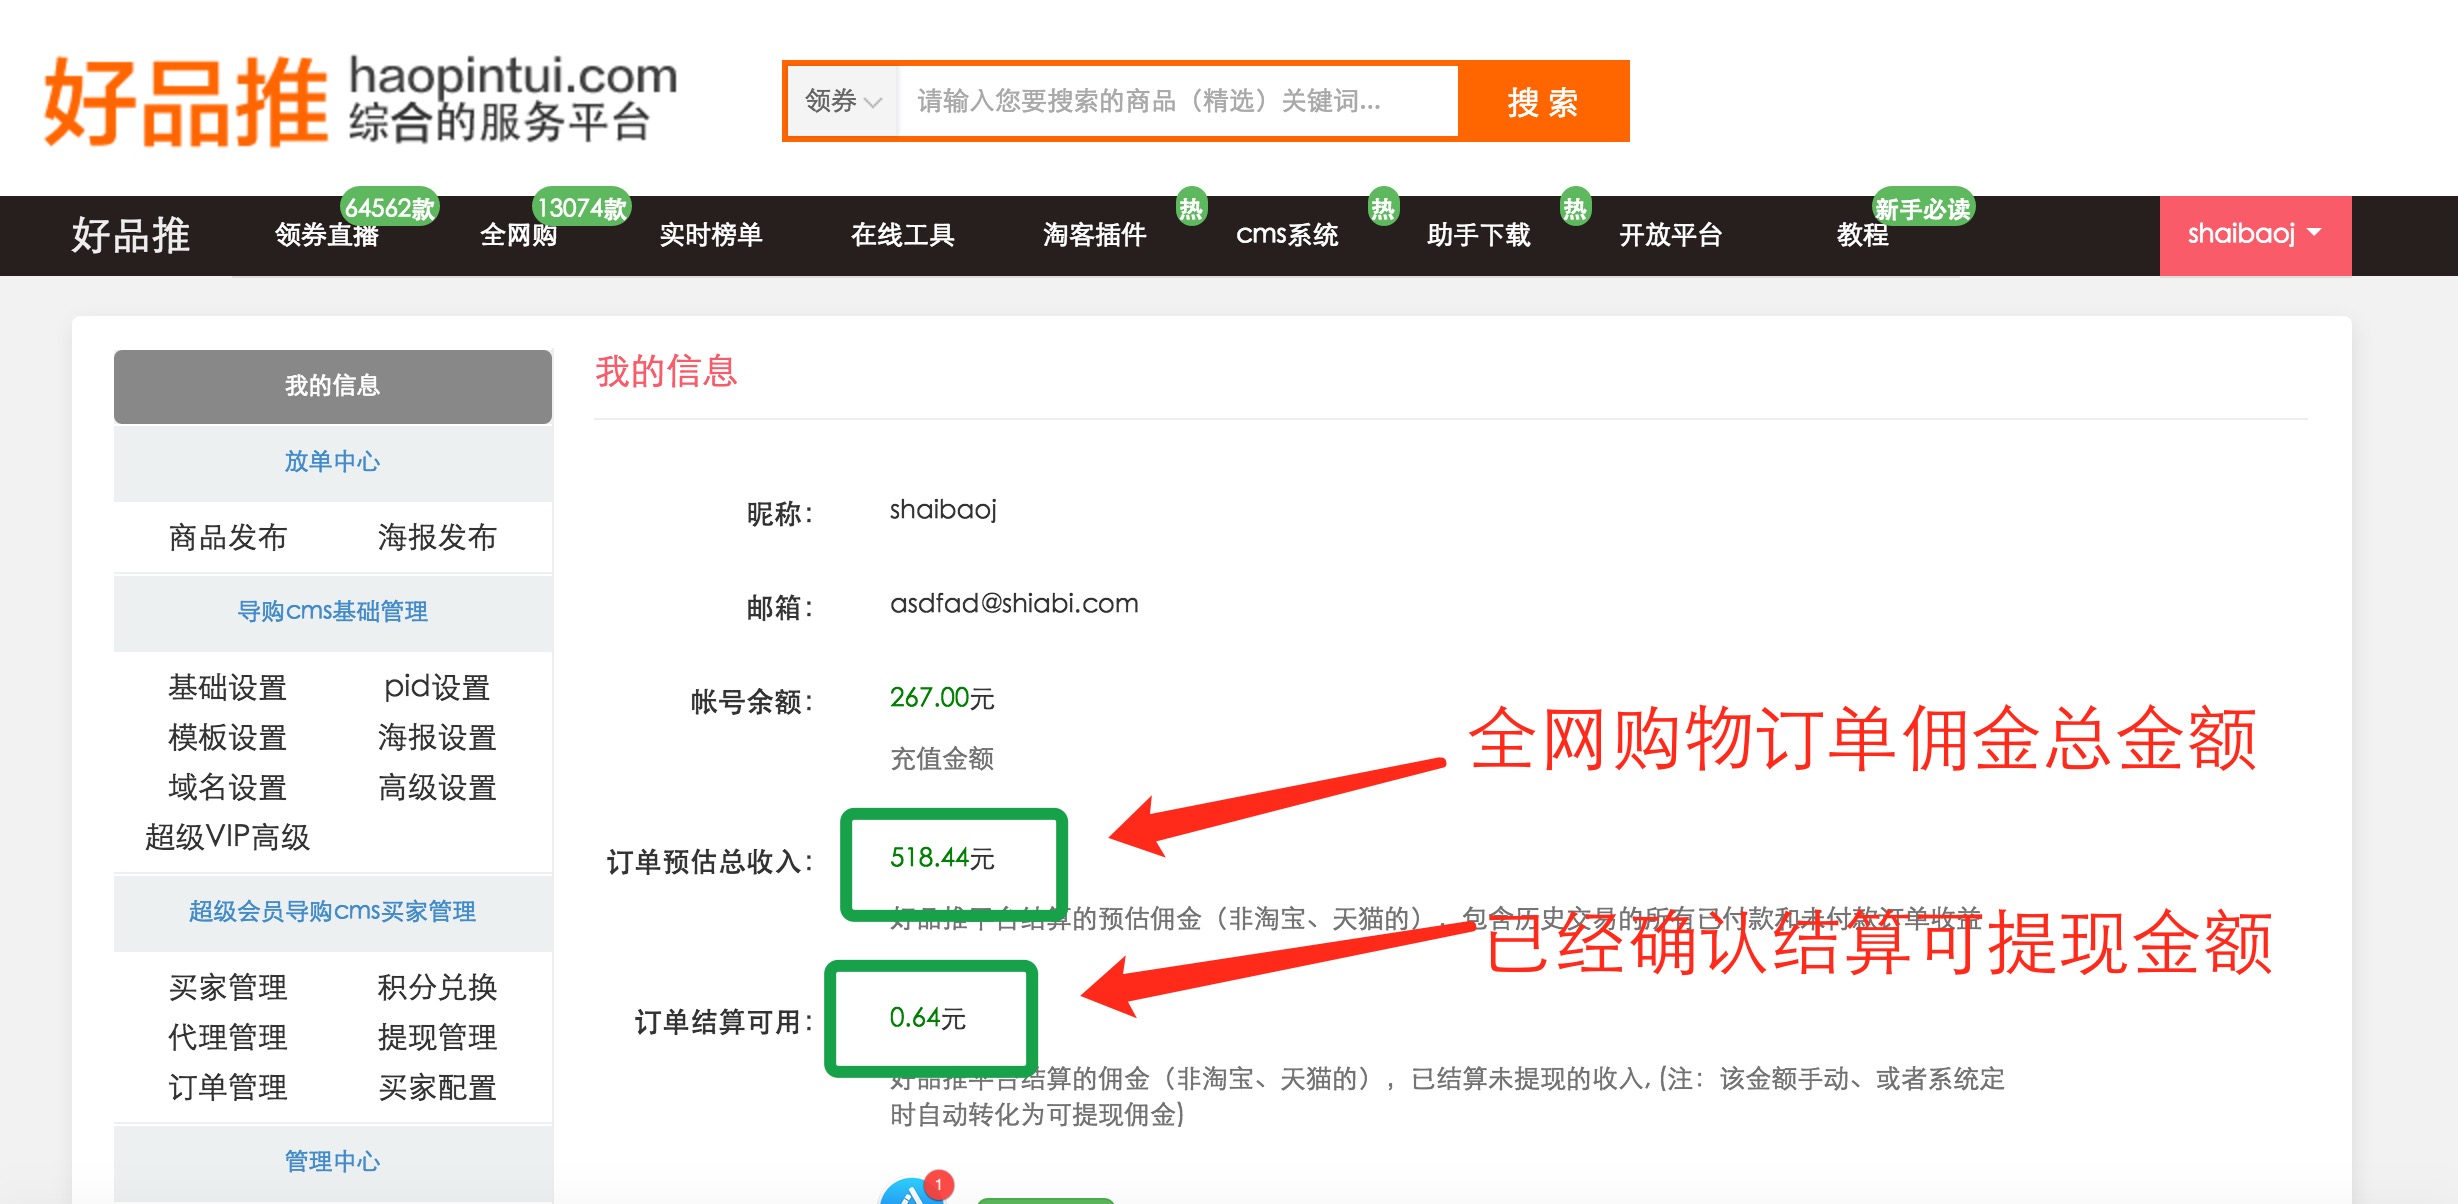 好品推 haopintui.com
综合的服务平台
领券 请输入您要搜索的商品（精选）关键词... 搜 索
64562款 13074款 热 热 热 新手必读
好品推 领券直播 全网购 实时榜单 在线工具 淘客插件 cms系统 助手下载 开放平台 教程 shaibaoj
我的信息
放单中心
商品发布 海报发布
导购cms基础管理
基础设置 pid设置
模板设置 海报设置
域名设置 高级设置
超级VIP高级
超级会员导购cms买家管理
买家管理 积分兑换
代理管理 提现管理
订单管理 买家配置
管理中心
我的信息
昵称： shaibaoj
邮箱： asdfad@shiabi.com
帐号余额： 267.00元
充值金额
全网购物订单佣金总金额
订单预估总收入： 518.44元
好品推平台结算的预估佣金（非淘宝、天猫的），包含历史交易的所有已付款和未付款订单收益
已经确认结算可提现金额
订单结算可用： 0.64元
好品推平台结算的佣金（非淘宝、天猫的），已结算未提现的收入, (注：该金额手动、或者系统定
时自动转化为可提现佣金)
1